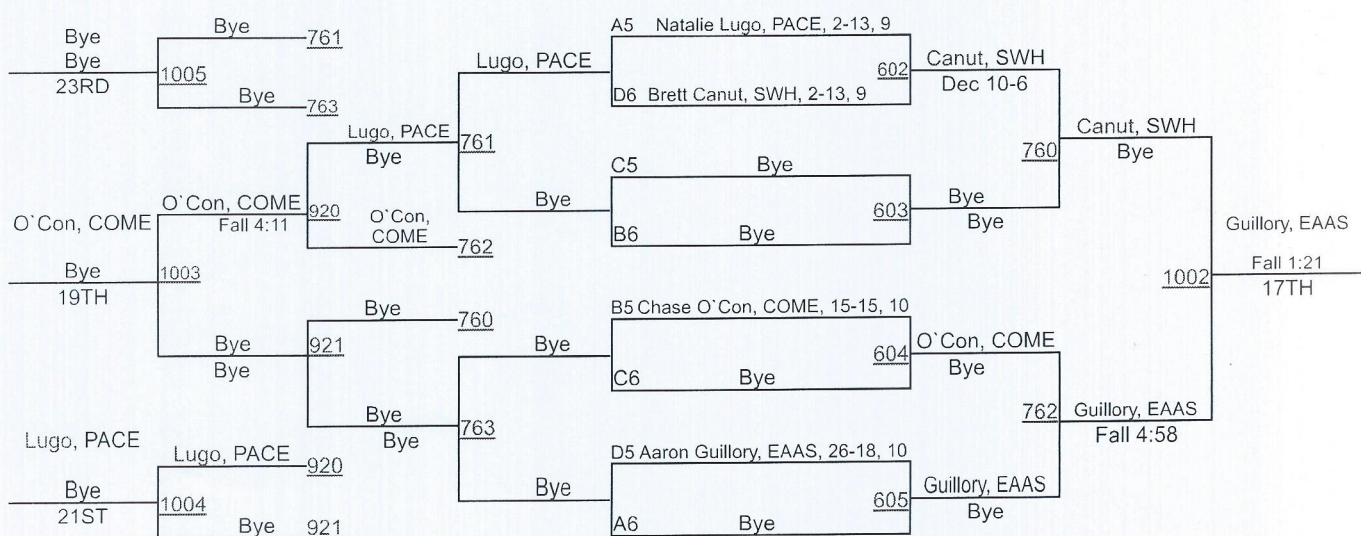 Bye
Bye
23RD
1005
Bye
761
Bye
763
Lugo, PACE
Bye
761
O`Con, COME
Bye
19TH
1003
O`Con, COME
Fall 4:11
920
O`Con,
COME
762
Bye
Bye
921
Bye
760
Bye
Bye
763
Lugo, PACE
Bye
21ST
1004
Lugo, PACE
920
Bye
921
Lugo, PACE
Bye
Bye
Bye
A5 Natalie Lugo, PACE, 2-13, 9
602
D6 Brett Canut, SWH, 2-13, 9
C5 Bye
603
B6 Bye
B5 Chase O`Con, COME, 15-15, 10
604
C6 Bye
D5 Aaron Guillory, EAAS, 26-18, 10
605
A6 Bye
Canut, SWH
Dec 10-6
760
Bye
Bye
O`Con, COME
Bye
762
Guillory, EAAS
Bye
Canut, SWH
Bye
1002
Guillory, EAAS
Fall 4:58
Guillory, EAAS
Fall 1:21
17TH